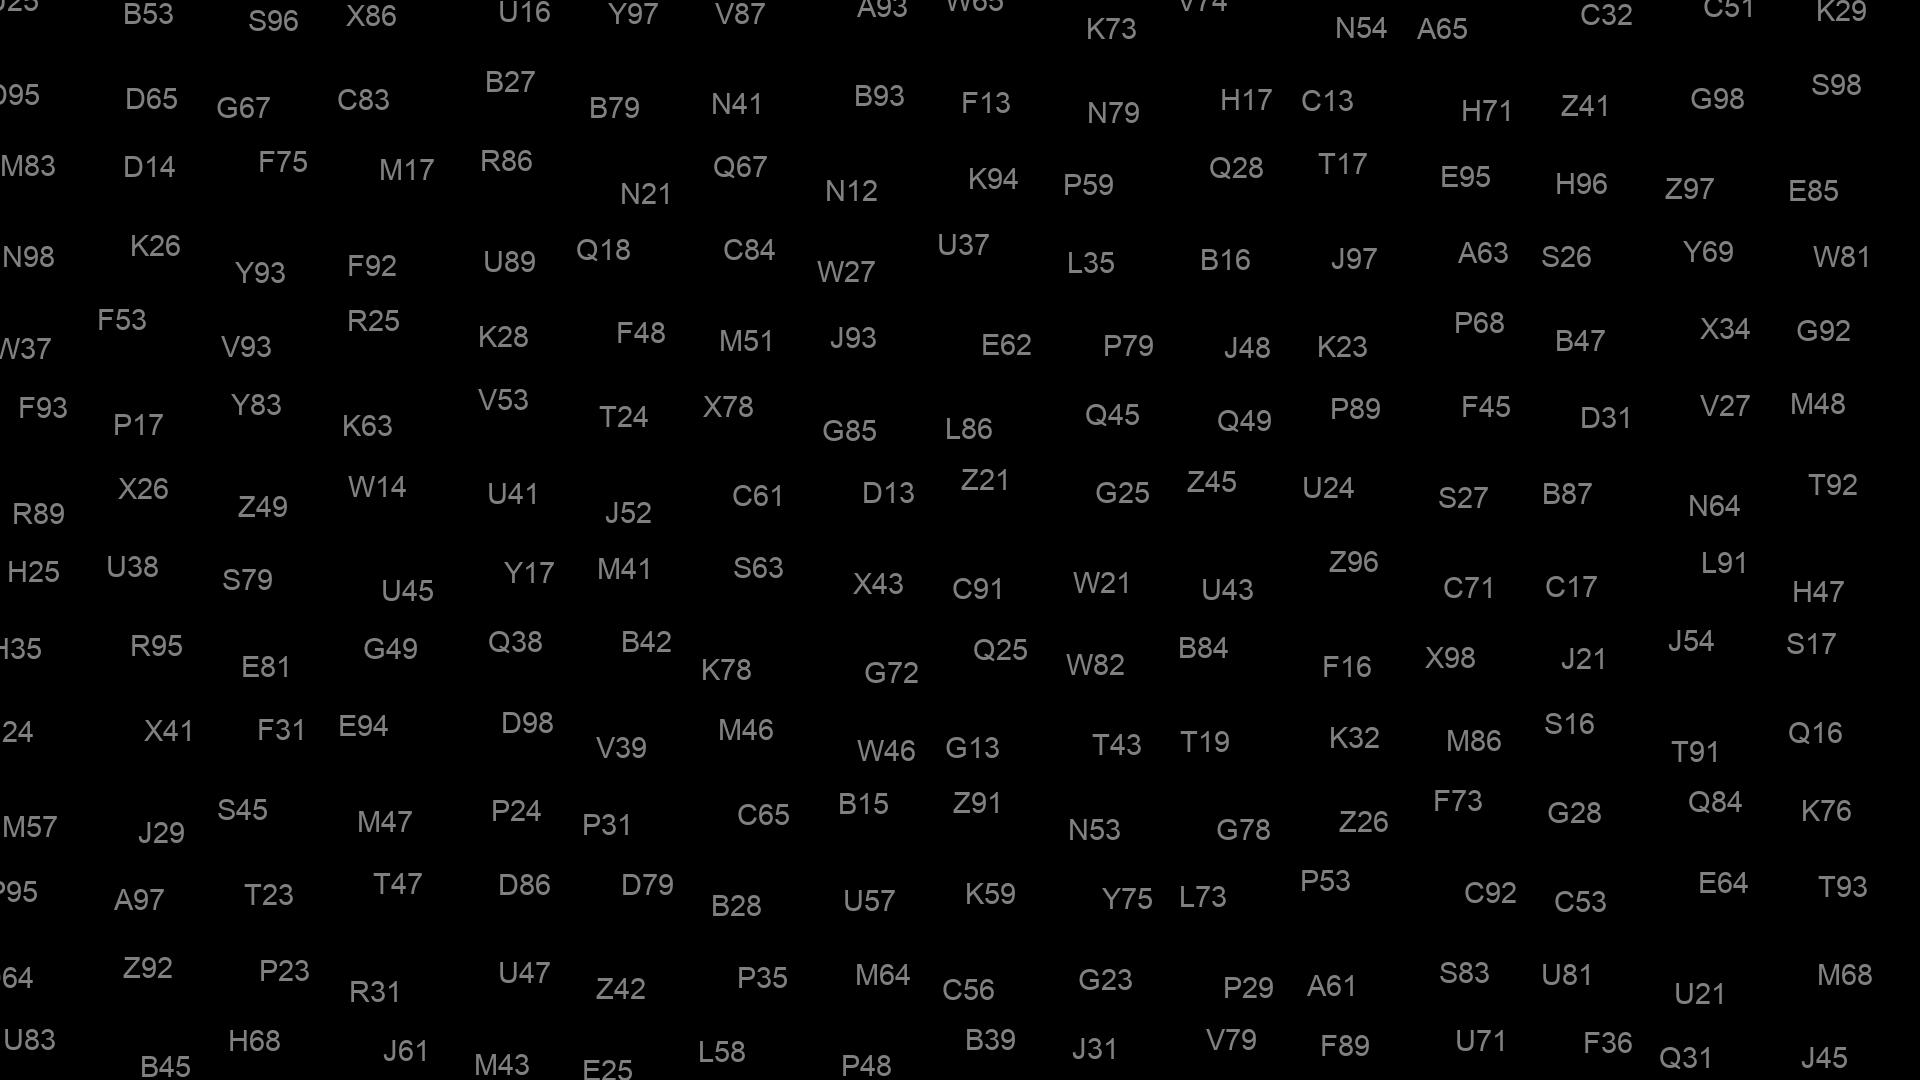 B53 S96 X86 U16 Y97 V87 A93 W65 K73 V74 N54 A65 C32 C51 K29
D65 G67 C83 B27 B79 N41 B93 F13 N79 H17 C13 H71 Z41 G98 S98
M83 D14 F75 M17 R86 N21 Q67 N12 K94 P59 Q28 T17 E95 H96 Z97 E85
N98 K26 Y93 F92 U89 Q18 C84 W27 U37 L35 B16 J97 A63 S26 Y69 W81
W37 F53 V93 R25 K28 F48 M51 J93 E62 P79 J48 K23 P68 B47 X34 G92
F93 P17 Y83 K63 V53 T24 X78 G85 L86 Q45 Q49 P89 F45 D31 V27 M48
R89 X26 Z49 W14 U41 J52 C61 D13 Z21 G25 Z45 U24 S27 B87 N64 T92
H25 U38 S79 U45 Y17 M41 S63 X43 C91 W21 U43 Z96 C71 C17 L91 H47
H35 R95 E81 G49 Q38 B42 K78 G72 Q25 W82 B84 F16 X98 J21 J54 S17
24 X41 F31 E94 D98 V39 M46 W46 G13 T43 T19 K32 M86 S16 T91 Q16
M57 J29 S45 M47 P24 P31 C65 B15 Z91 N53 G78 Z26 F73 G28 Q84 K76
P95 A97 T23 T47 D86 D79 B28 U57 K59 Y75 L73 P53 C92 C53 E64 T93
64 Z92 P23 R31 U47 Z42 P35 M64 C56 G23 P29 A61 S83 U81 U21 M68
U83 B45 H68 J61 M43 E25 L58 P48 B39 J31 V79 F89 U71 F36 Q31 J45